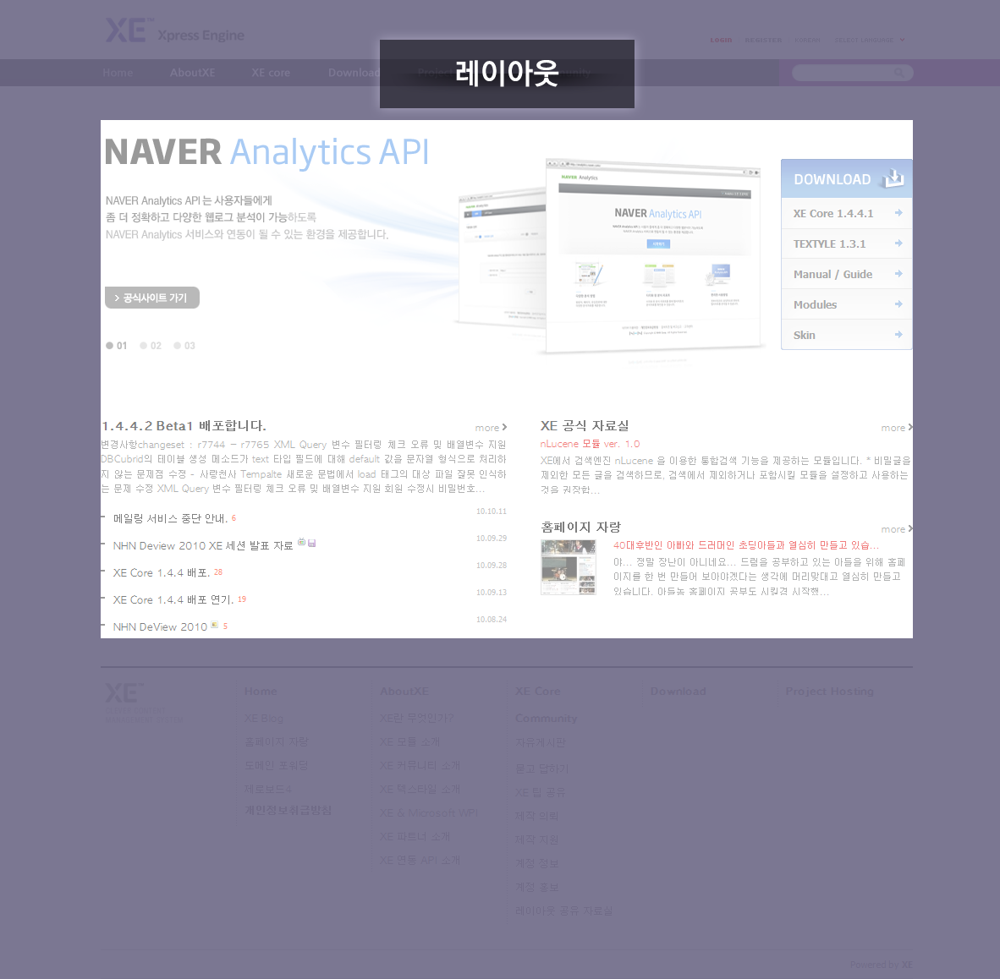 XE™ Xpress Engine
LOGIN REGISTER SELECT LANGUAGE
Home AboutXE XE core Download
레이아웃
NAVER Analytics API
NAVER Analytics API 는 사용자들에게
좀 더 정확하고 다양한 웹로그 분석이 가능하도록
NAVER Analytics 서비스와 연동이 될 수 있는 환경을 제공합니다.
> 공식사이트 가기
01 02 03
NAVER Analytics
NAVER Analytics API
DOWNLOAD
XE Core 1.4.4.1
TEXTYLE 1.3.1
Manual / Guide
Modules
Skin
1.4.4.2 Beta1 배포합니다.
more
변경사항changeset : r7744 - r7765 XML Query 변수 필터링 체크 오류 및 배열변수 지원
DBCubrid의 테이블 생성 메소드가 text 타입 필드에 대해 default 값을 문자열 형식으로 처리하
지 않는 문제점 수정 - 사랑천사 Tempalte 새로운 문법에서 load 태그의 대상 파일 잘못 인식하
는 문제 수정 XML Query 변수 필터링 체크 오류 및 배열변수 지원 회원 수정시 비밀번호...
메일링 서비스 중단 안내. 6 10.10.11
NHN Deview 2010 XE 세션 발표 자료 10.09.29
XE Core 1.4.4 배포. 28 10.09.28
XE Core 1.4.4 배포 연기. 19 10.09.13
NHN DeView 2010 5 10.08.24
XE 공식 자료실
more
nLucene 모듈 ver. 1.0
XE에서 검색엔진 nLucene 을 이용한 통합검색 기능을 제공하는 모듈입니다. * 비밀글을
제외한 모든 글을 검색하므로, 검색에서 제외하거나 포함시킬 모듈을 설정하고 사용하는
것을 권장합...
홈페이지 자랑
more
40대후반인 아빠와 드러머인 초딩아들과 열심히 만들고 있습...
야... 정말 장난이 아니네요... 드럼을 공부하고 있는 아들을 위해 홈페
이지를 한 번 만들어 보아야겠다는 생각에 머리맞대고 열심히 만들고
있습니다. 아들놈 홈페이지 공부도 시킬겸 시작했...
XE™
Home
XE Blog
홈페이지 자랑
도메인 포워딩
제로보드4
개인정보취급방침
AboutXE
XE란 무엇인가?
XE 모듈 소개
XE 커뮤니티 소개
XE 텍스타일 소개
XE & Microsoft WPI
XE 파트너 소개
XE 연동 API 소개
XE Core
Community
자유게시판
묻고 답하기
XE 팁 공유
제작 의뢰
제작 지원
계정 정보
계정 홍보
레이아웃 공유 자료실
Download
Project Hosting
Powered by XE